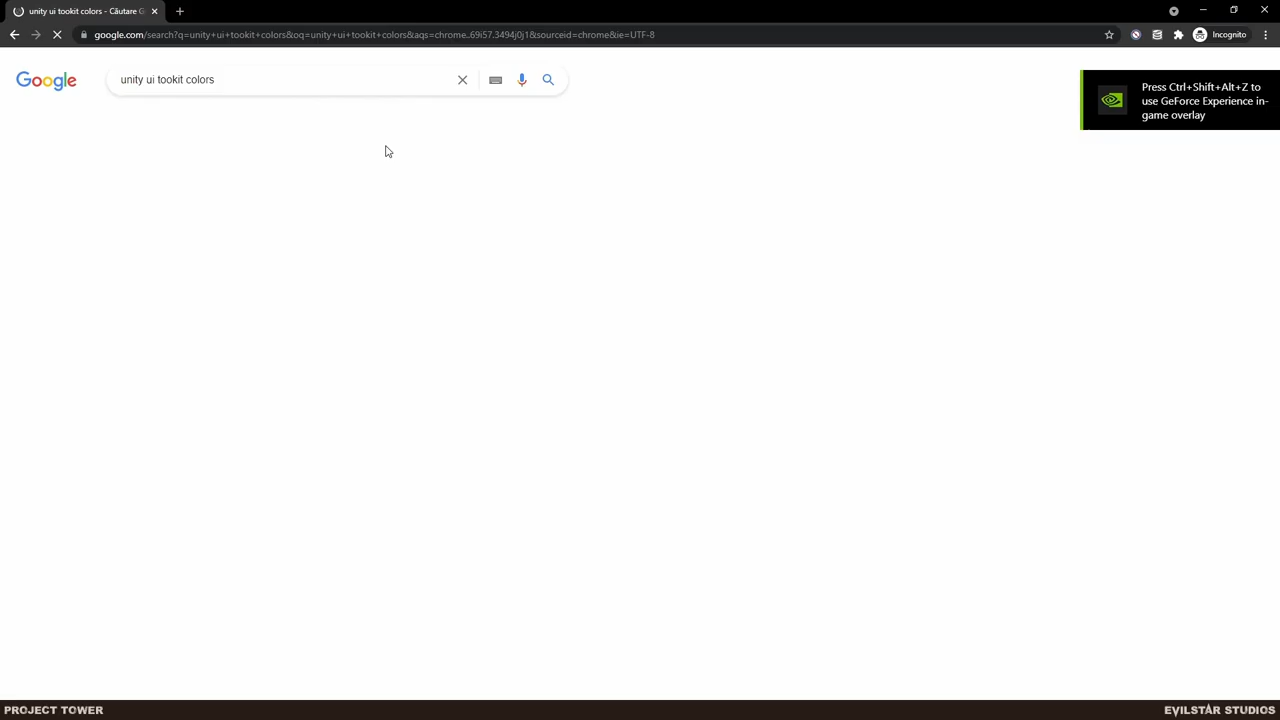 unity ui tookit colors - Căutare G
google.com/search?q=unity+ui+tookit+colors&oq=unity+ui+tookit+colors&aqs=chrome..69i57.3494j0j1&sourceid=chrome&ie=UTF-8
Incognito
Google
unity ui tookit colors
Press Ctrl+Shift+Alt+Z to
use GeForce Experience in-
game overlay
PROJECT TOWER
EVILSTAR STUDIOS